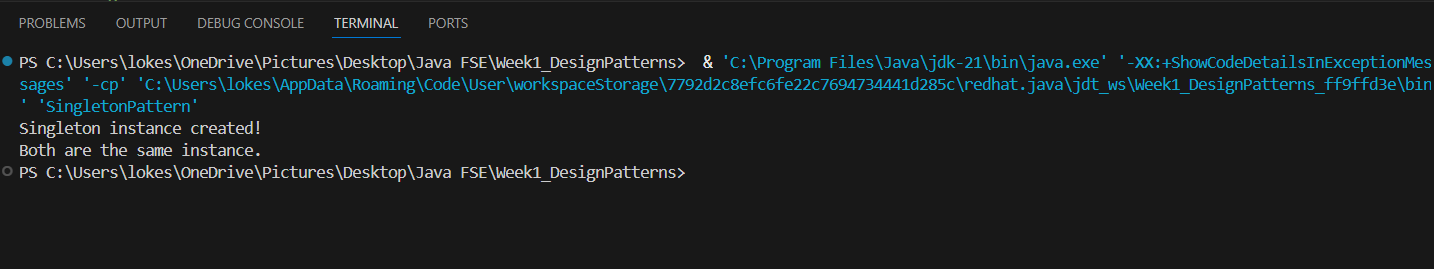 PROBLEMS OUTPUT DEBUG CONSOLE TERMINAL PORTS
PS C:\Users\lokes\OneDrive\Pictures\Desktop\Java FSE\Week1_DesignPatterns>  & 'C:\Program Files\Java\jdk-21\bin\java.exe' '-XX:+ShowCodeDetailsInExceptionMes
sages' '-cp' 'C:\Users\lokes\AppData\Roaming\Code\User\workspaceStorage\7792d2c8efc6fe22c7694734441d285c\redhat.java\jdt_ws\Week1_DesignPatterns_ff9ffd3e\bin
' 'SingletonPattern'
Singleton instance created!
Both are the same instance.
PS C:\Users\lokes\OneDrive\Pictures\Desktop\Java FSE\Week1_DesignPatterns>